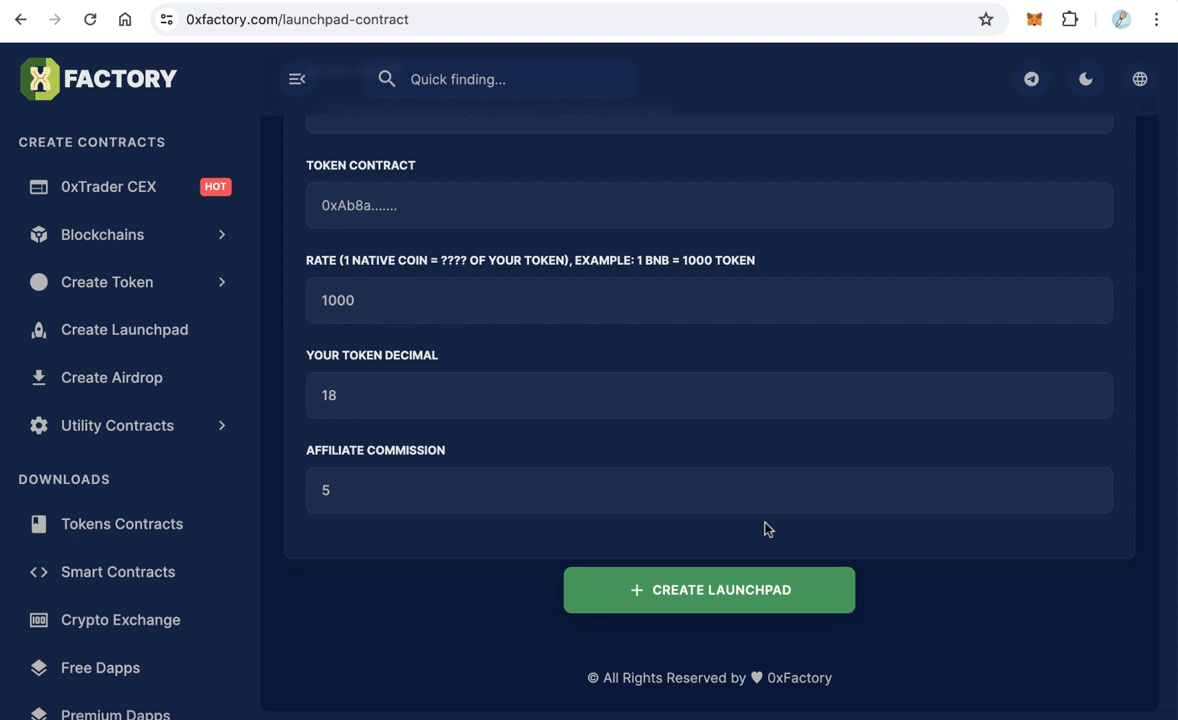 0xfactory.com/launchpad-contract
FACTORY
Quick finding...
CREATE CONTRACTS
0xTrader CEX HOT
Blockchains
Create Token
Create Launchpad
Create Airdrop
Utility Contracts
DOWNLOADS
Tokens Contracts
Smart Contracts
Crypto Exchange
Free Dapps
Premium Dapps
TOKEN CONTRACT
0xAb8a.......
RATE (1 NATIVE COIN = ???? OF YOUR TOKEN), EXAMPLE: 1 BNB = 1000 TOKEN
1000
YOUR TOKEN DECIMAL
18
AFFILIATE COMMISSION
5
+ CREATE LAUNCHPAD
© All Rights Reserved by ♥ 0xFactory